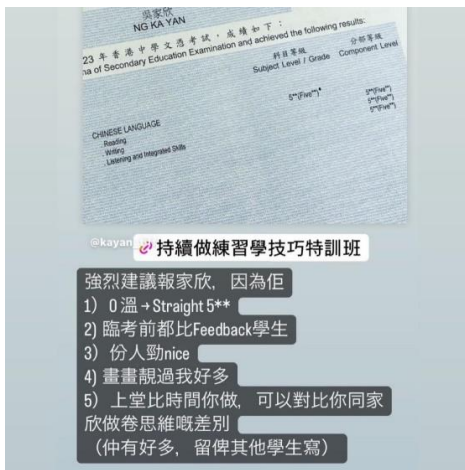 吳家欣
NG KA YAN
23 年香港中學文憑考試,成績如下:
na of Secondary Education Examination and achieved the following results:
科目等級 分部等級
Subject Level / Grade Component Level
5**(Five**)
5**(Five**)
CHINESE LANGUAGE
5**(Five**)
. Reading
5**(Five**)
. Writing
. Listening and Integrated Skills
@kayan
持續做練習學技巧特訓班
強烈建議報家欣, 因為佢
1) 0 溫→Straight 5**
2) 臨考前都比Feedback學生
3) 份人勁nice
4) 畫畫靚過我好多
5) 上堂比時間你做, 可以對比你同家
欣做卷思維嘅差別
(仲有好多, 留俾其他學生寫)